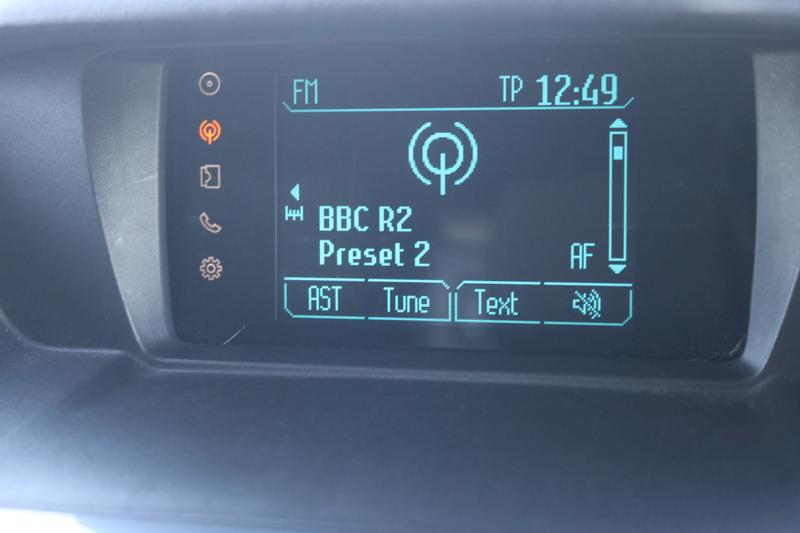 FM TP 12:49
BBC R2
Preset 2
AF
AST Tune Text